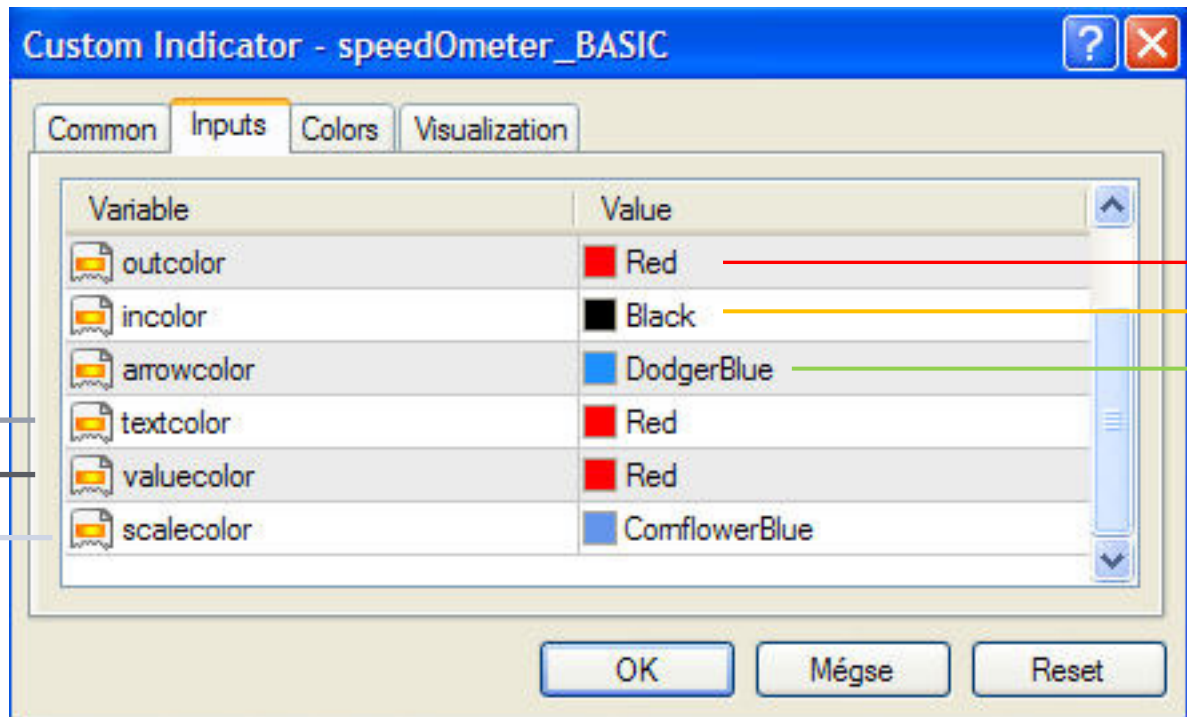 Custom Indicator - speedOmeter_BASIC
Common Inputs Colors Visualization
Variable Value
outcolor Red
incolor Black
arrowcolor DodgerBlue
textcolor Red
valuecolor Red
scalecolor CornflowerBlue
OK Mégse Reset